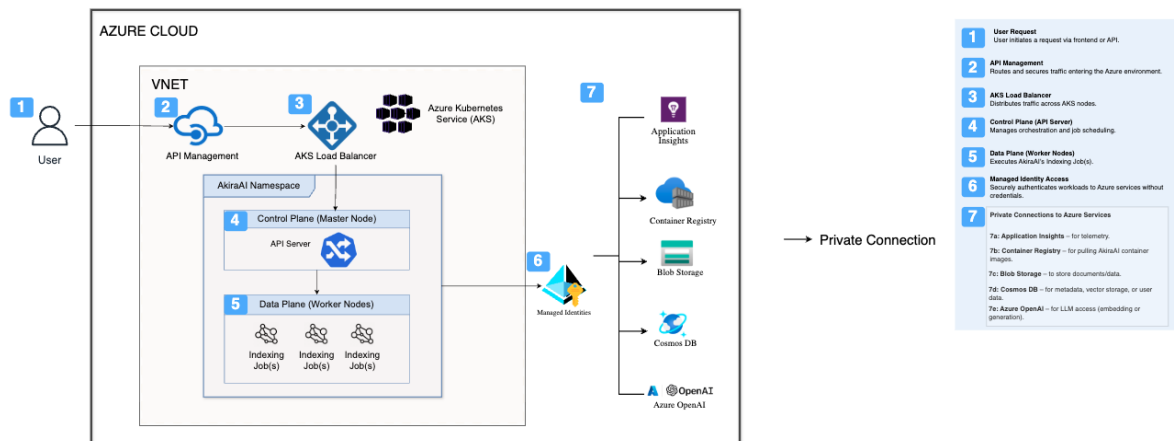 AZURE CLOUD
VNET
1
User
2
API Management
3
AKS Load Balancer
Azure Kubernetes
Service (AKS)
AkiraAI Namespace
4
Control Plane (Master Node)
API Server
5
Data Plane (Worker Nodes)
Indexing
Job(s)
Indexing
Job(s)
Indexing
Job(s)
6
Managed Identities
7
Application
Insights
Container Registry
Blob Storage
Cosmos DB
OpenAI
Azure OpenAI
Private Connection
1
User Request
User initiates a request via frontend or API.
2
API Management
Routes and secures traffic entering the Azure environment.
3
AKS Load Balancer
Distributes traffic across AKS nodes.
4
Control Plane (API Server)
Manages orchestration and job scheduling.
5
Data Plane (Worker Nodes)
Executes AkiraAI's Indexing Job(s).
6
Managed Identity Access
Securely authenticates workloads to Azure services without
credentials.
7
Private Connections to Azure Services
7a: Application Insights – for telemetry.
7b: Container Registry – for pulling AkiraAI container
images.
7c: Blob Storage – to store documents/data.
7d: Cosmos DB – for metadata, vector storage, or user
data.
7e: Azure OpenAI – for LLM access (embedding or
generation).